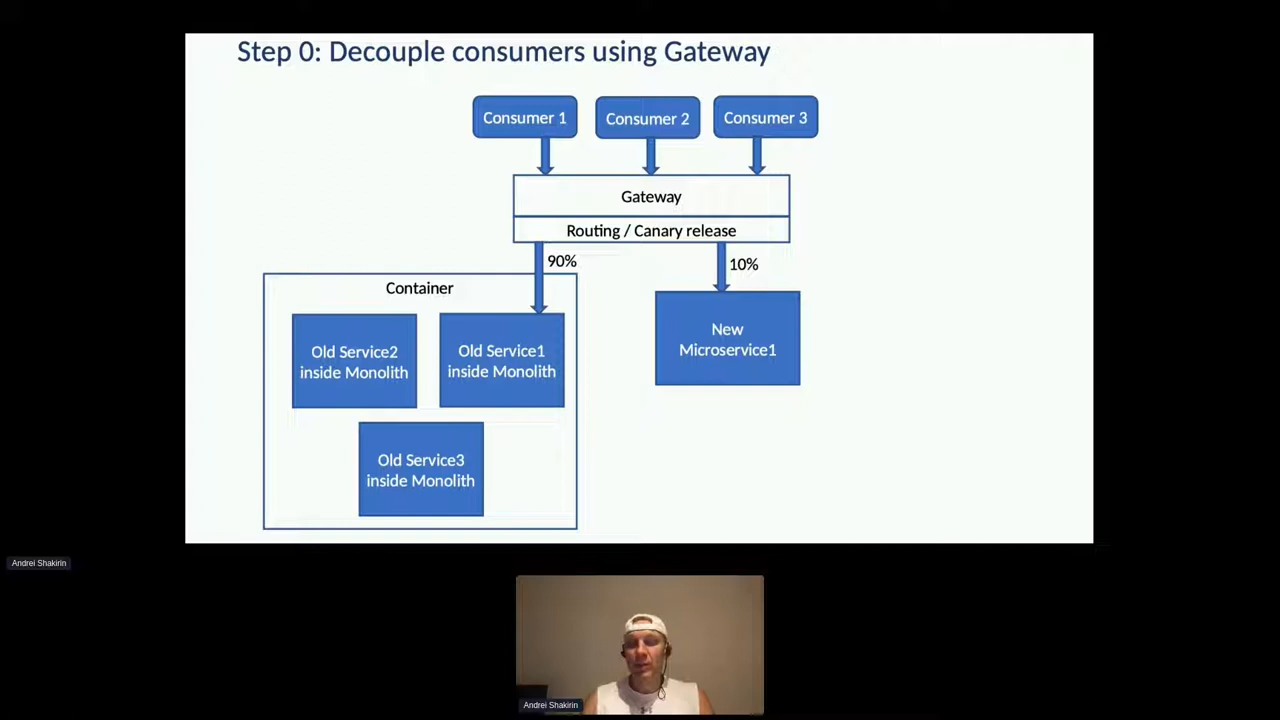 Step 0: Decouple consumers using Gateway
Consumer 1
Consumer 2
Consumer 3
Gateway
Routing / Canary release
90%
10%
Container
Old Service2
inside Monolith
Old Service1
inside Monolith
New
Microservice1
Old Service3
inside Monolith
Andrei Shakirin
Andrei Shakirin